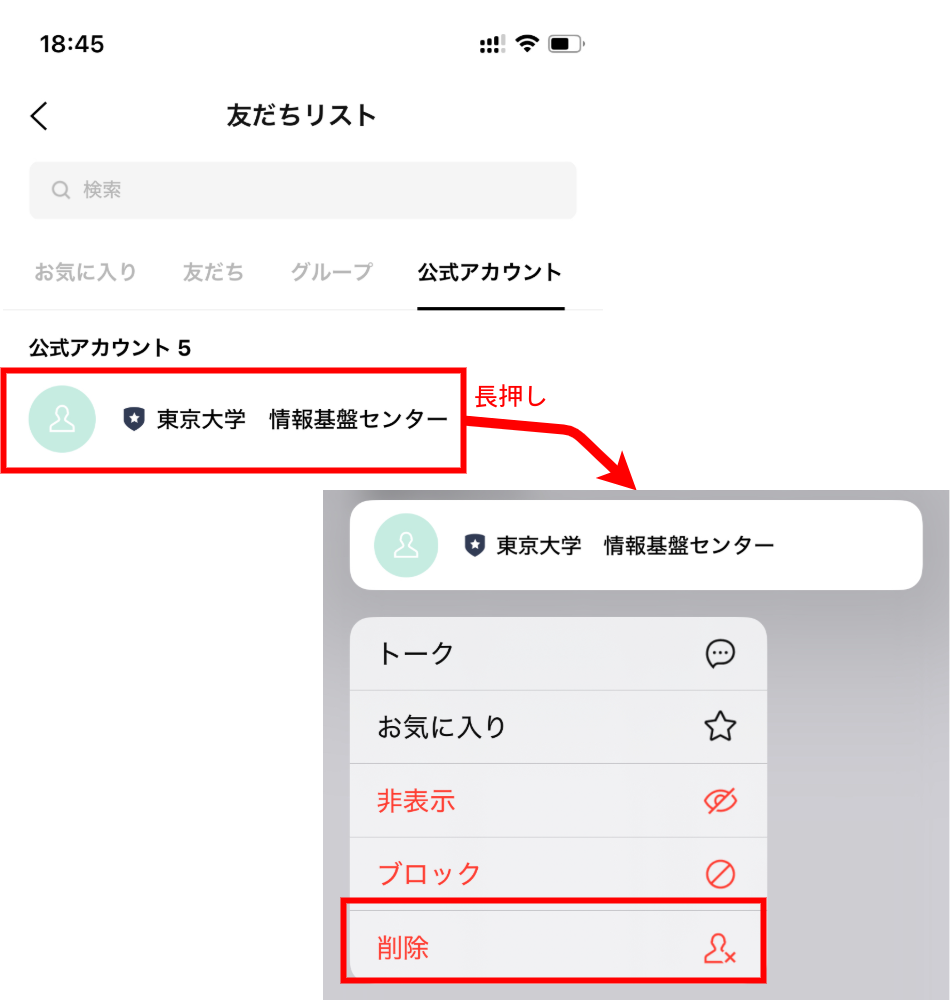 18:45
友だちリスト
検索
お気に入り 友だち グループ 公式アカウント
公式アカウント 5
東京大学　情報基盤センター
長押し
東京大学　情報基盤センター
トーク
お気に入り
非表示
ブロック
削除